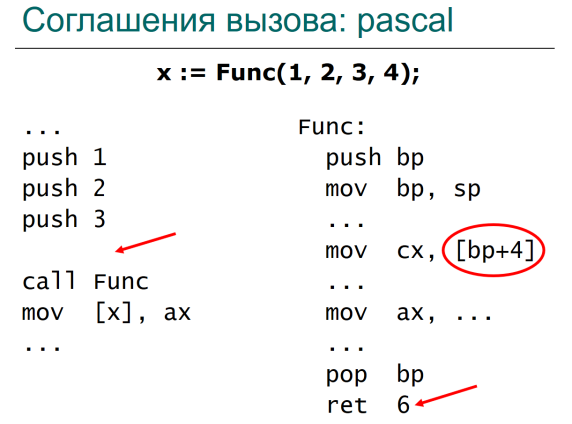 Соглашения вызова: pascal
x := Func(1, 2, 3, 4);
...
push 1
push 2
push 3
call Func
mov [x], ax
...
Func:
push bp
mov bp, sp
...
mov cx, [bp+4]
...
mov ax, ...
...
pop bp
ret 6